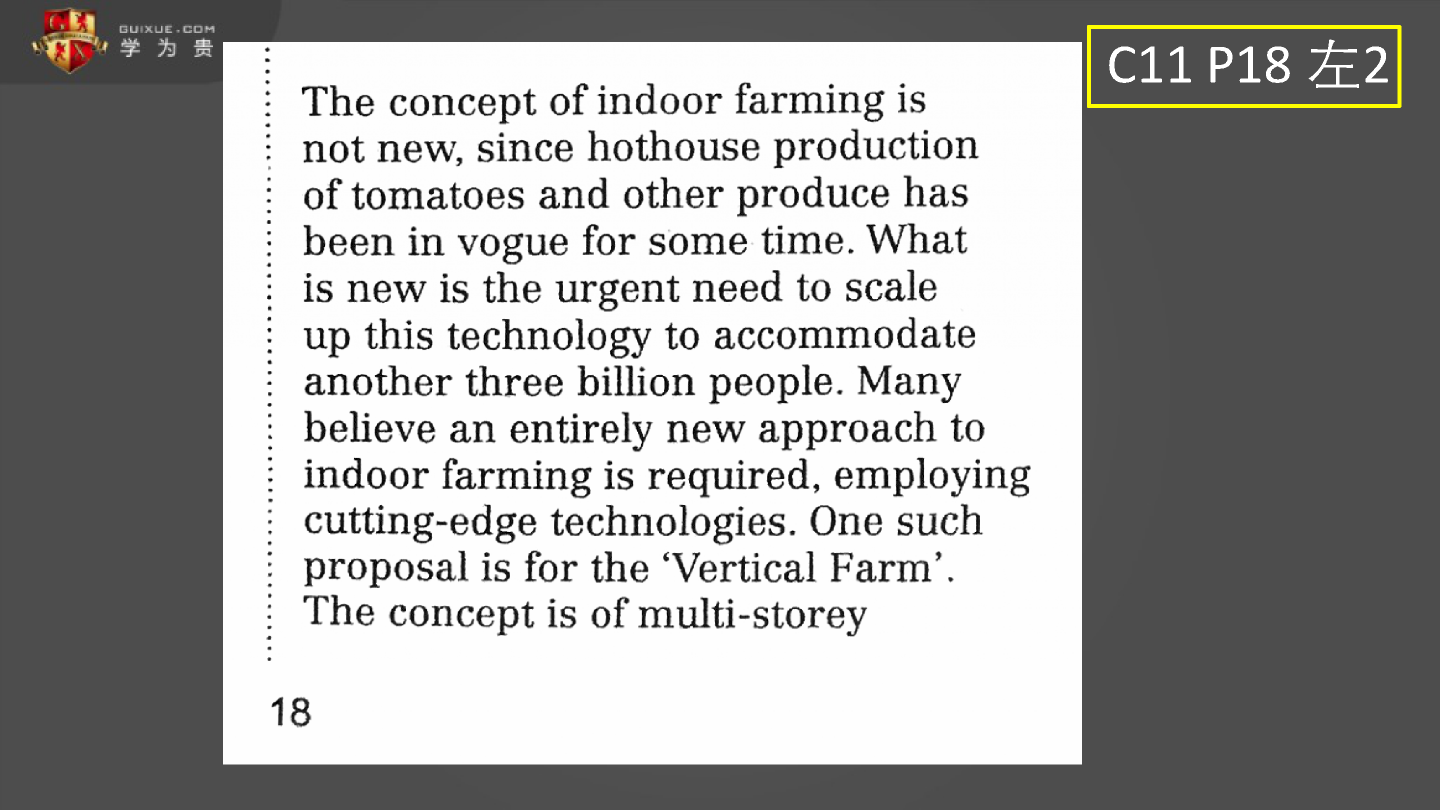 GUIXUE.COM
学为贵
C11 P18 左2
The concept of indoor farming is
not new, since hothouse production
of tomatoes and other produce has
been in vogue for some time. What
is new is the urgent need to scale
up this technology to accommodate
another three billion people. Many
believe an entirely new approach to
indoor farming is required, employing
cutting-edge technologies. One such
proposal is for the ‘Vertical Farm’.
The concept is of multi-storey
18